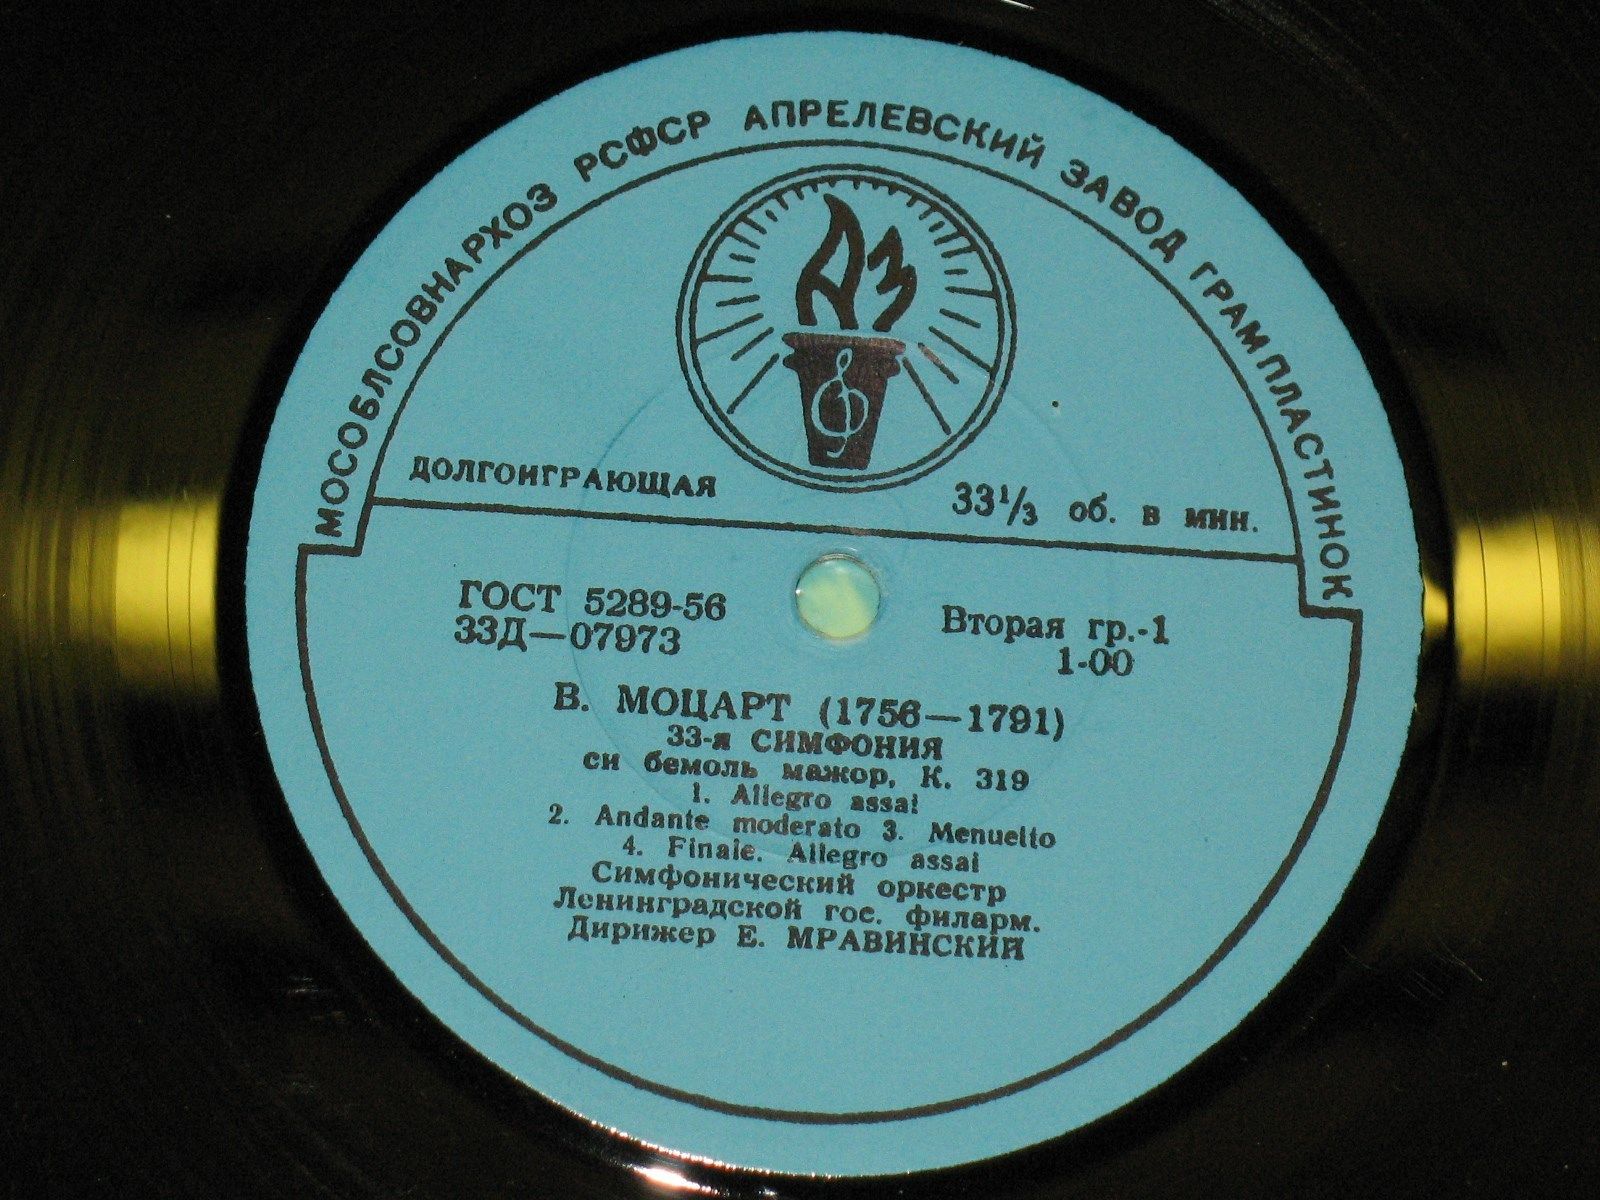 МОСОБЛСОВНАРХОЗ РСФСР АПРЕЛЕВСКИЙ ЗАВОД ГРАМПЛАСТИНОК
АЗ
ДОЛГОИГРАЮЩАЯ
33⅓ об. в мин.
ГОСТ 5289-56
33Д—07973
Вторая гр.-1
1-00
В. МОЦАРТ (1756—1791)
33-я СИМФОНИЯ
си бемоль мажор, К. 319
1. Allegro assai
2. Andante moderato 3. Menuetto
4. Finale. Allegro assai
Симфонический оркестр
Ленинградской гос. филарм.
Дирижер Е. МРАВИНСКИЙ